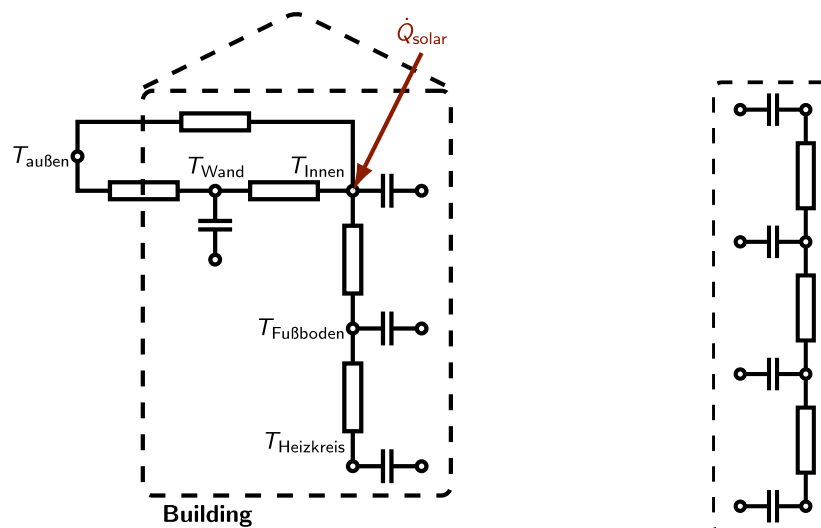 Q̇solar
Taußen
TWand
TInnen
TFußboden
THeizkreis
Building